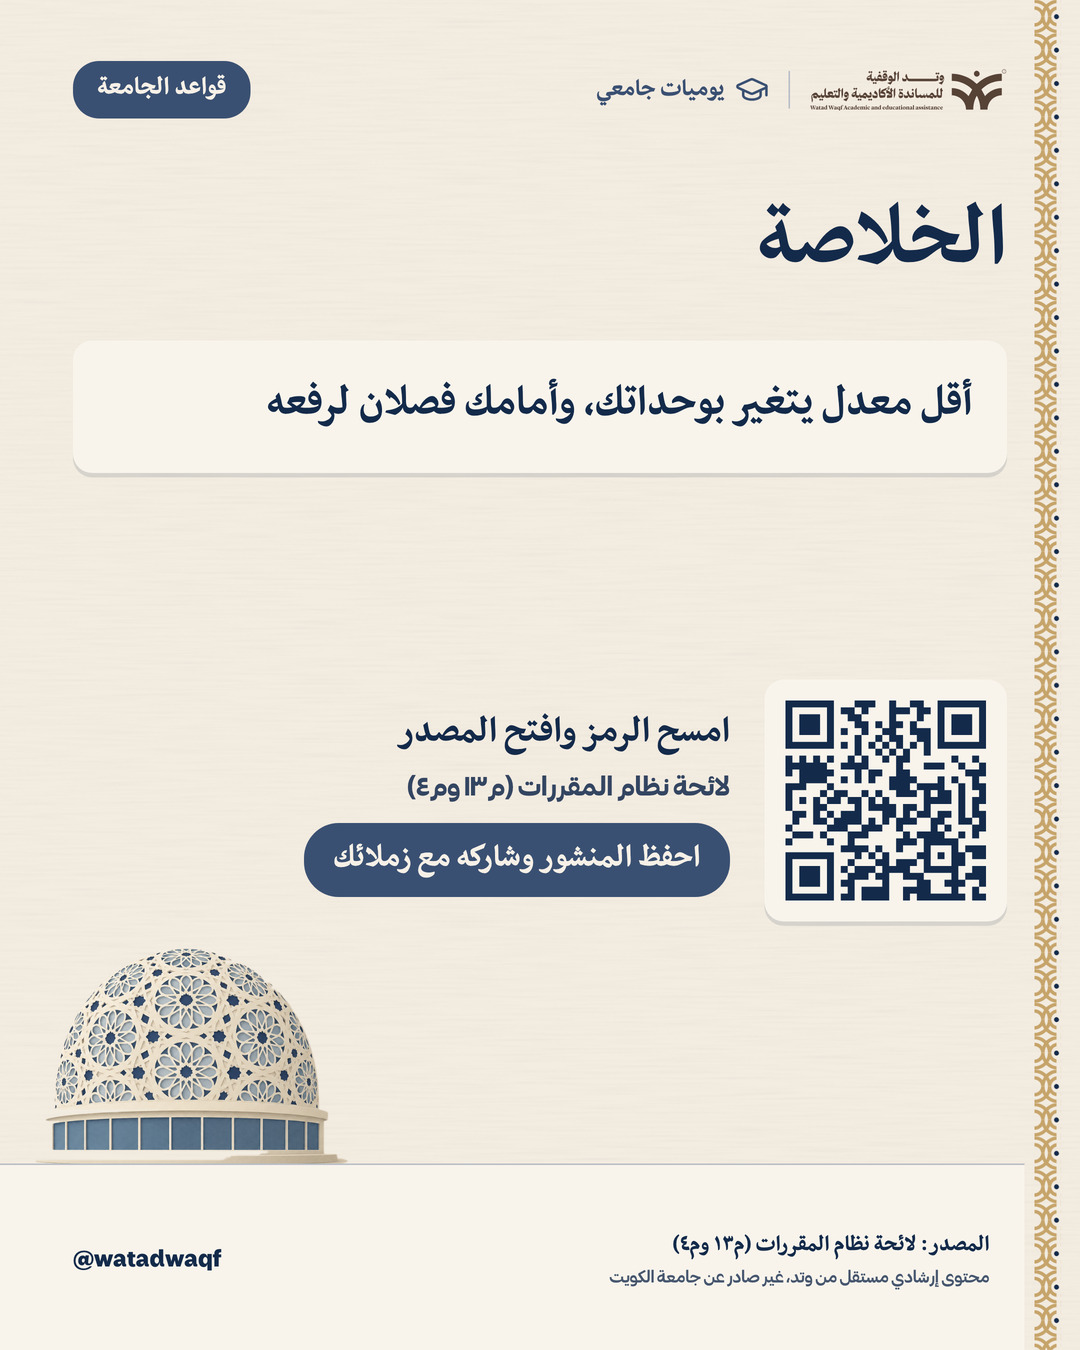 وتـــد الوقفية
للمساندة الأكاديمية والتعليم
Watad Waqf Academic and educational assistance
يوميات جامعي
قواعد الجامعة
الخلاصة
أقل معدل يتغير بوحداتك، وأمامك فصلان لرفعه
امسح الرمز وافتح المصدر
لائحة نظام المقررات (م١٣ وم٤)
احفظ المنشور وشاركه مع زملائك
المصدر: لائحة نظام المقررات (م١٣ وم٤)
محتوى إرشادي مستقل من وتد، غير صادر عن جامعة الكويت
@watadwaqf